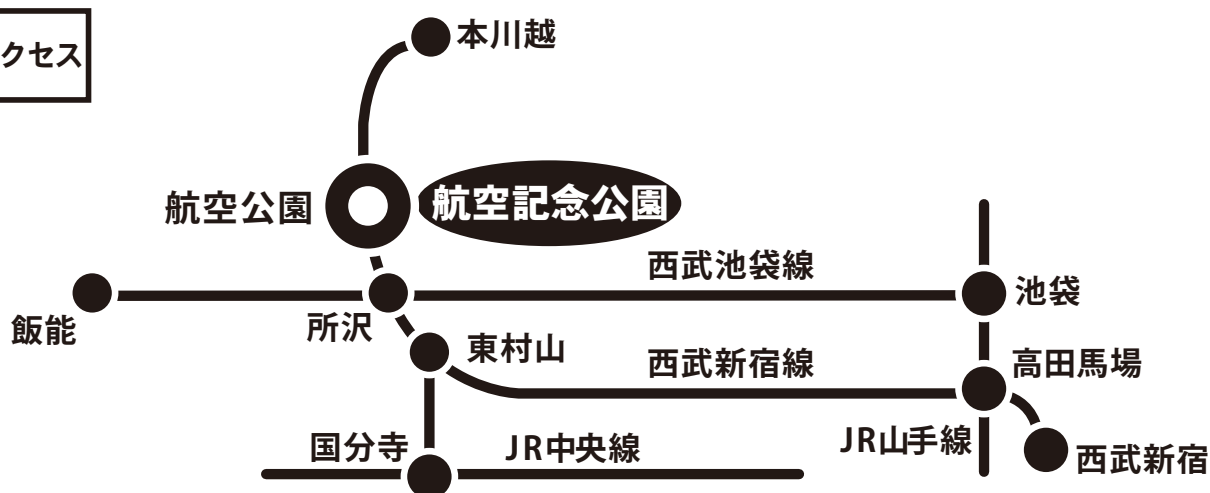 クセス
本川越
航空公園
航空記念公園
西武池袋線
池袋
飯能
所沢
東村山
西武新宿線
高田馬場
国分寺
JR中央線
JR山手線
西武新宿